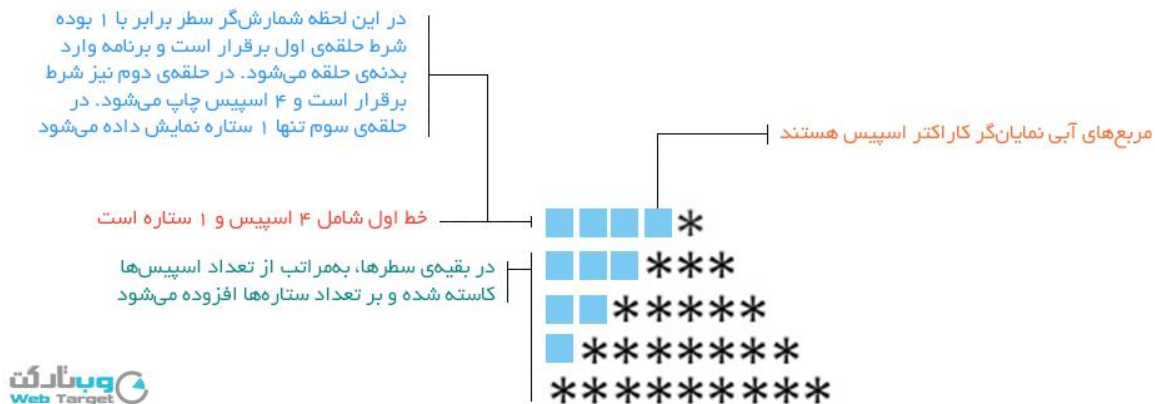 در این لحظه شمارش‌گر سطر برابر با ۱ بوده
شرط حلقه‌ی اول برقرار است و برنامه وارد
بدنه‌ی حلقه می‌شود. در حلقه‌ی دوم نیز شرط
برقرار است و ۴ اسپیس چاپ می‌شود. در
حلقه‌ی سوم تنها ۱ ستاره نمایش داده می‌شود
مربع‌های آبی نمایان‌گر کاراکتر اسپیس هستند
خط اول شامل ۴ اسپیس و ۱ ستاره است
در بقیه‌ی سطرها، به‌مراتب از تعداد اسپیس‌ها
کاسته شده و بر تعداد ستاره‌ها افزوده می‌شود
*
***
*****
*******
*********
وب‌تارگت
Web Target